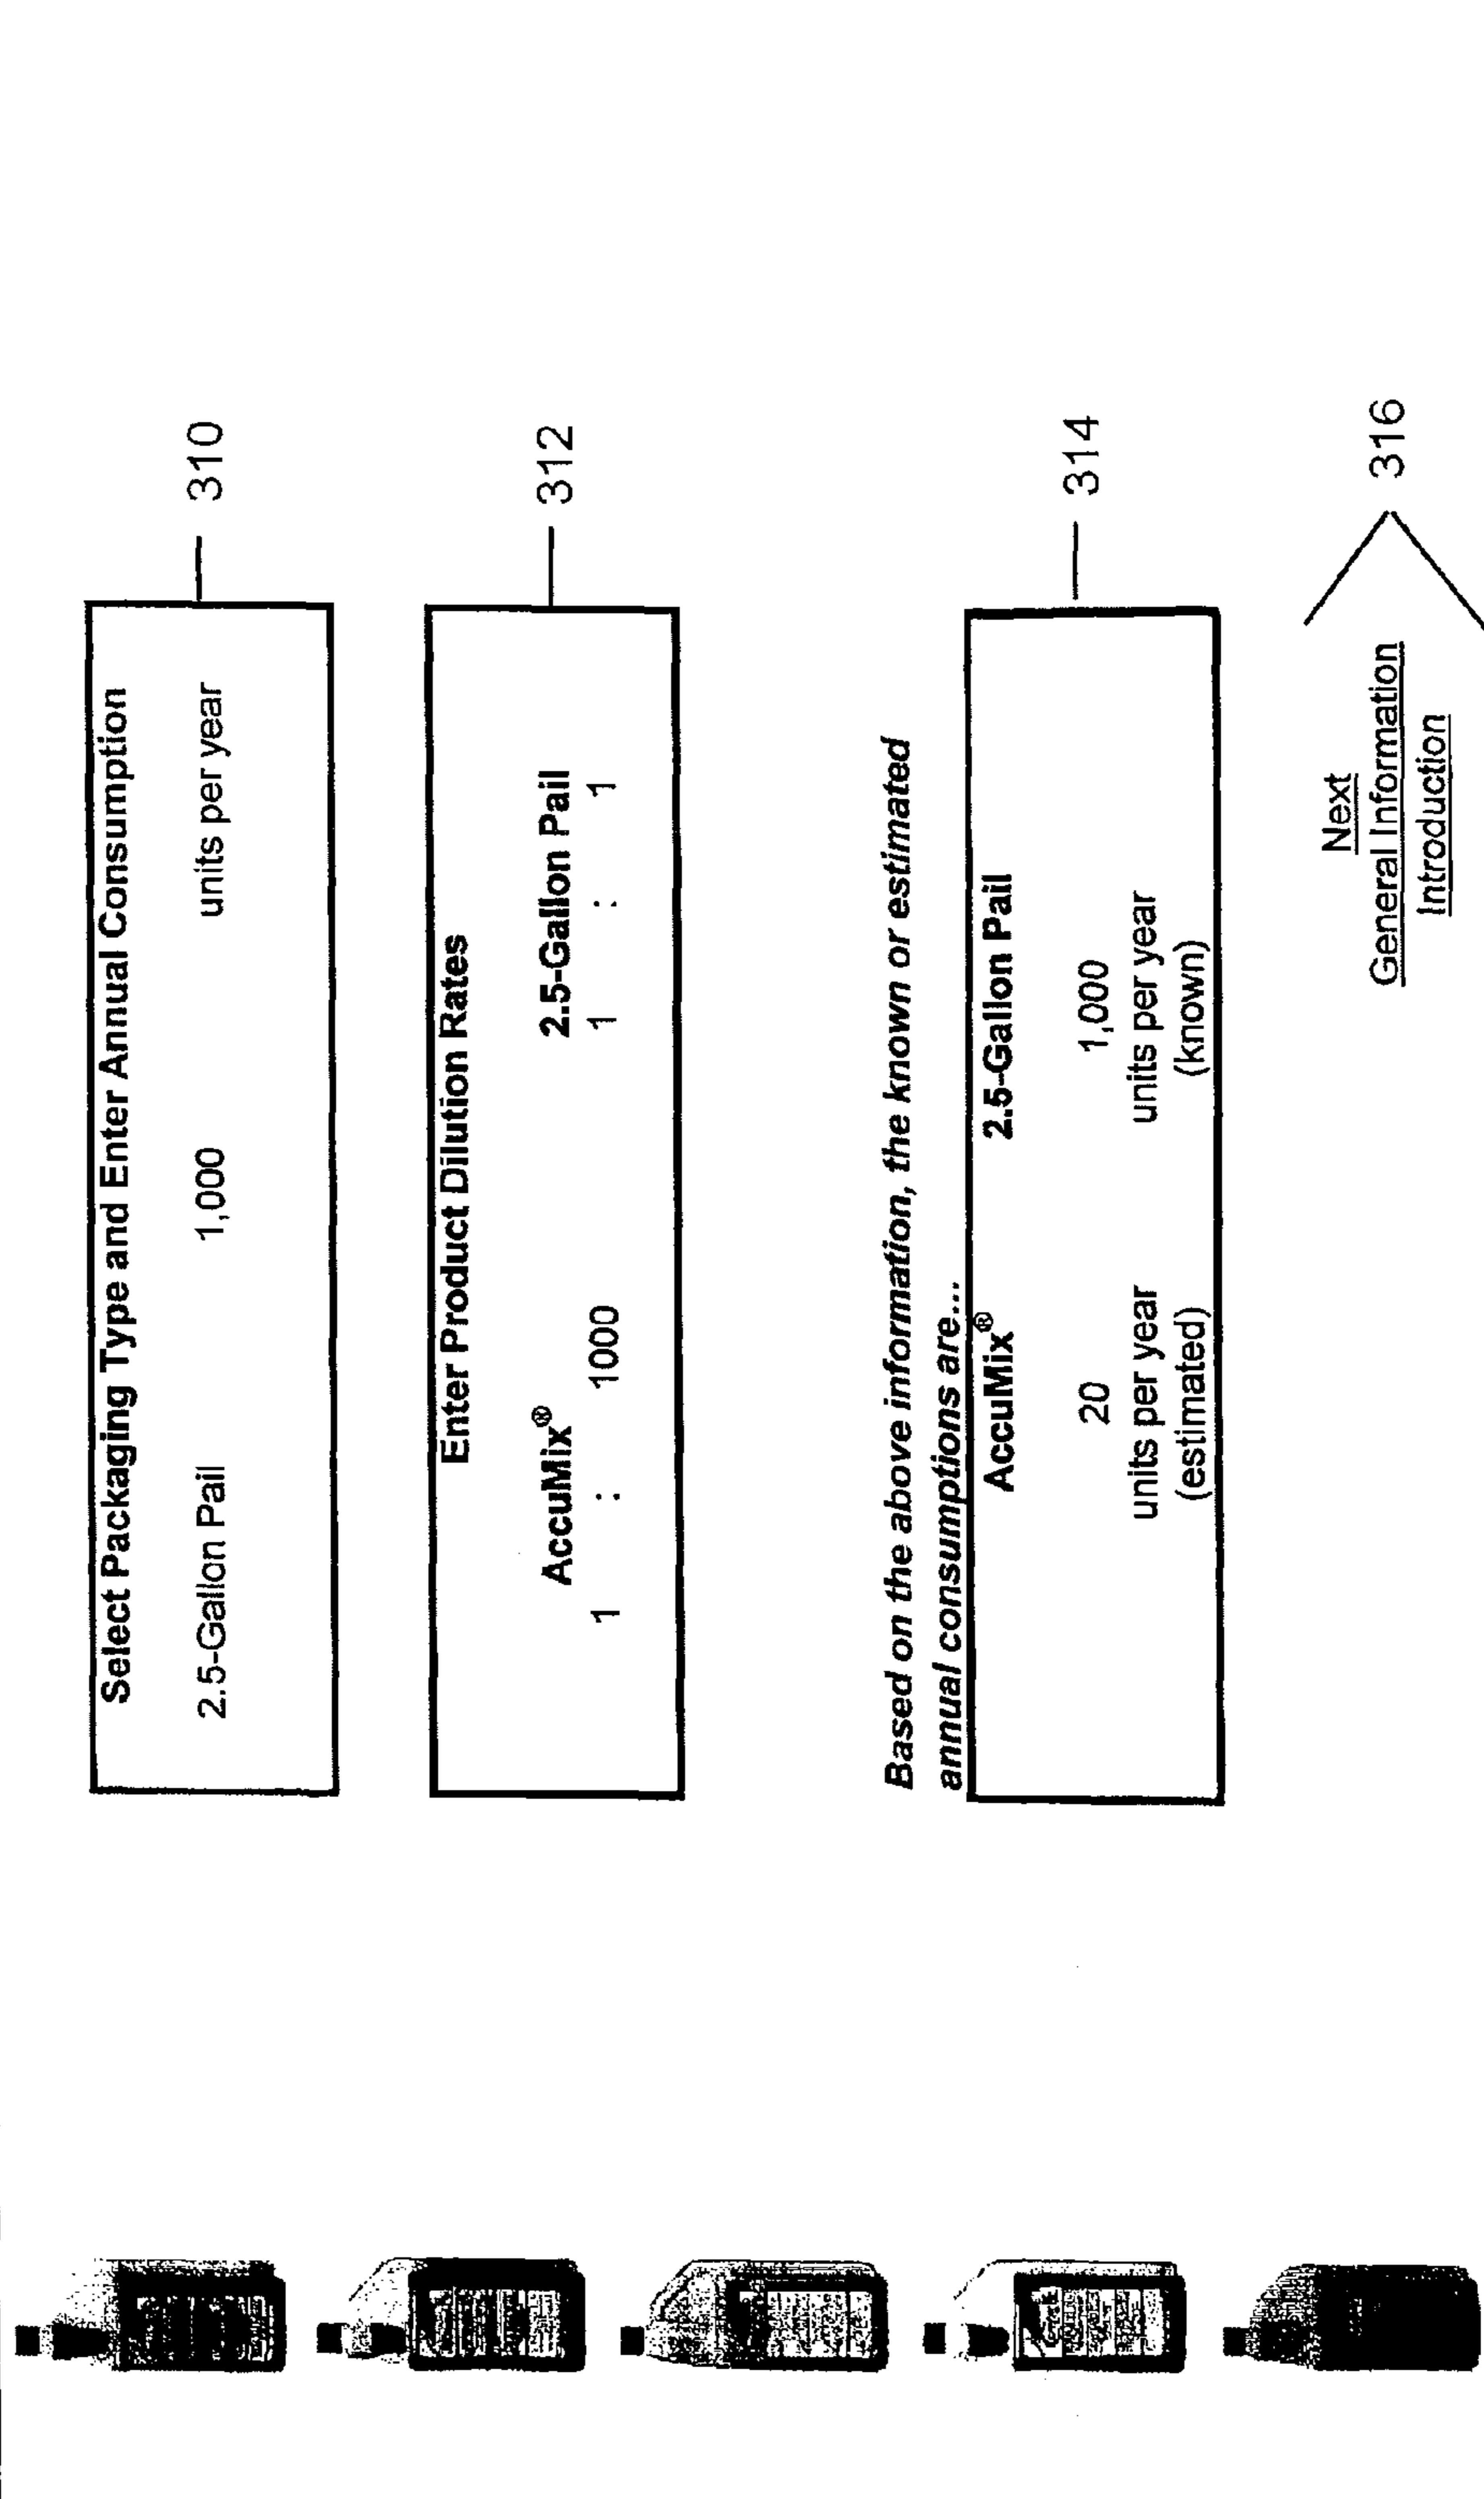 Select Packaging Type and Enter Annual Consumption
2.5-Gallon Pail 1,000 units per year
310
Enter Product Dilution Rates
AccuMix® 2.5-Gallon Pail
1 : 1000 1 : 1
312
Based on the above information, the known or estimated
annual consumptions are...
AccuMix® 2.5-Gallon Pail
20 1,000
units per year units per year
(estimated) (known)
314
Next
General Information
Introduction
316